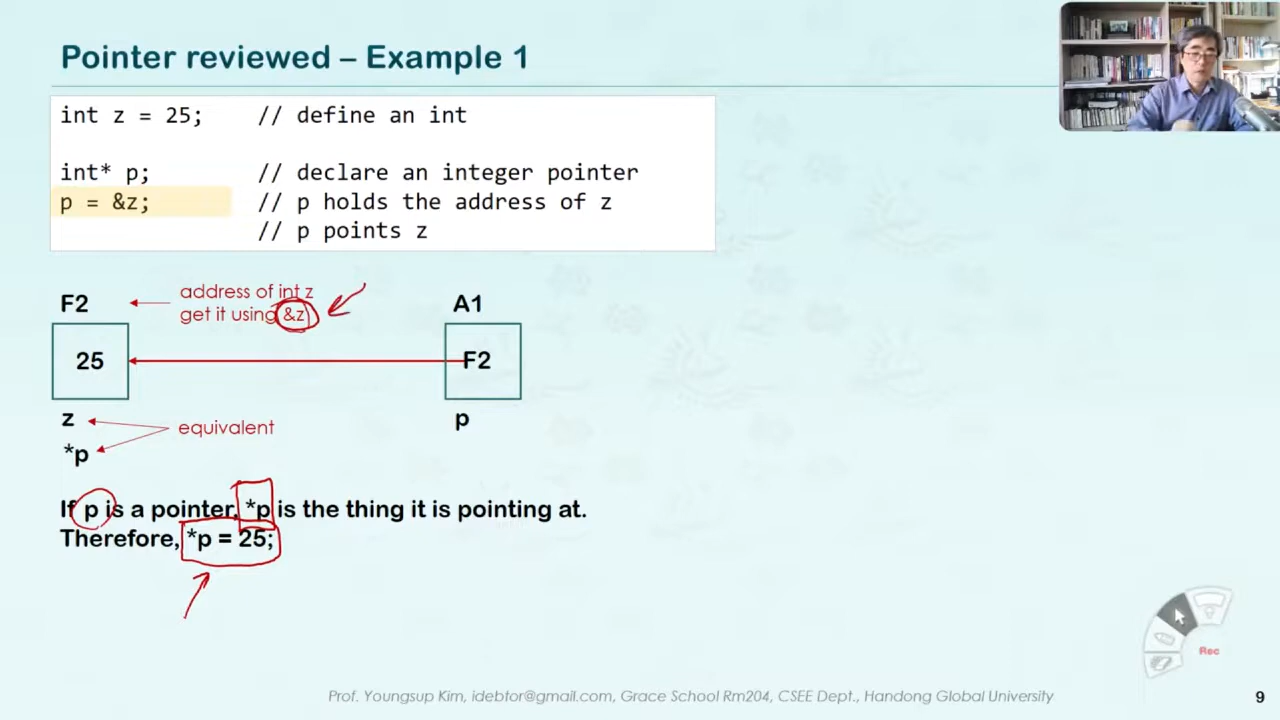 Pointer reviewed – Example 1
int z = 25; // define an int
int* p; // declare an integer pointer
p = &z; // p holds the address of z
// p points z
address of int z
F2
get it using &z
A1
25
F2
z
equivalent
p
*p
If p is a pointer, *p is the thing it is pointing at.
Therefore, *p = 25;
Rec
Prof. Youngsup Kim, idebtor@gmail.com, Grace School Rm204, CSEE Dept., Handong Global University
9